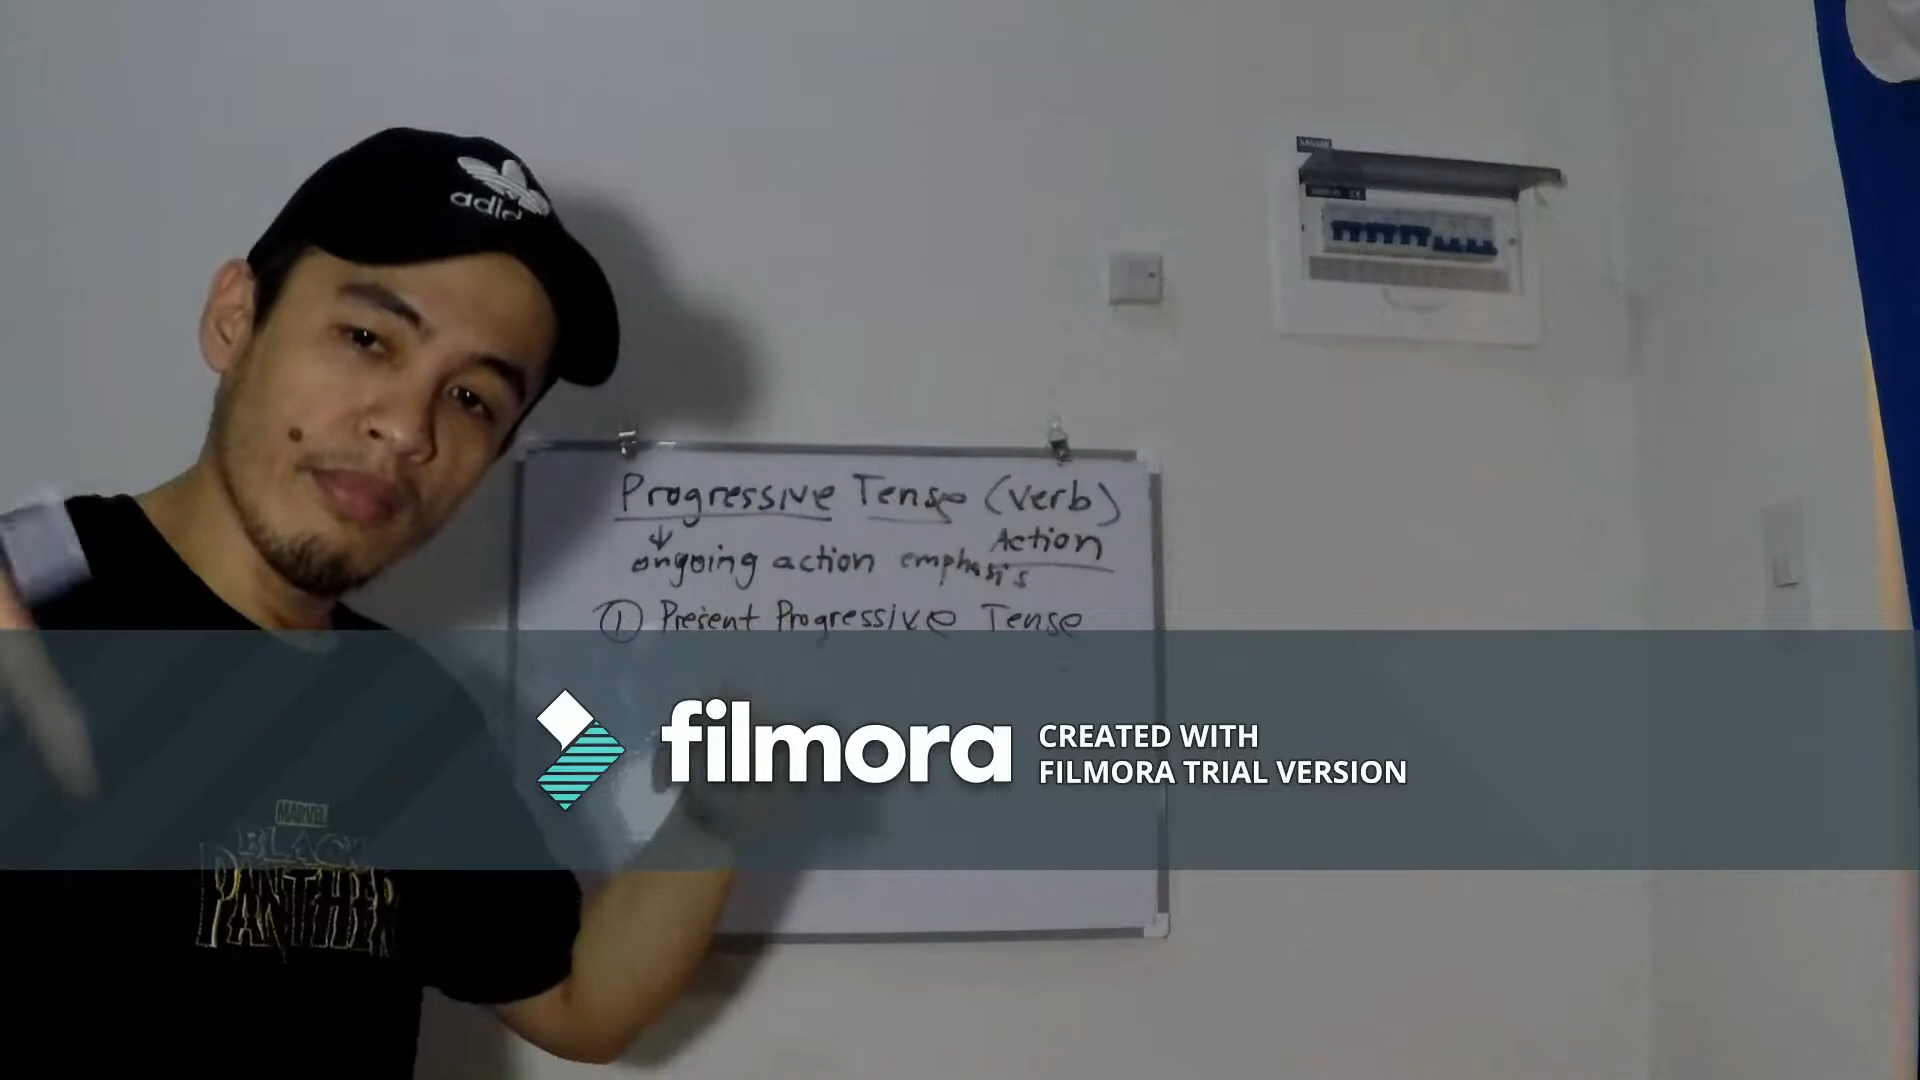 adid
Progressive Tense (verb)
Action
ongoing action emphasis
① Present Progressive Tense
filmora
CREATED WITH
FILMORA TRIAL VERSION
MARVEL
BLACK
PANTHER